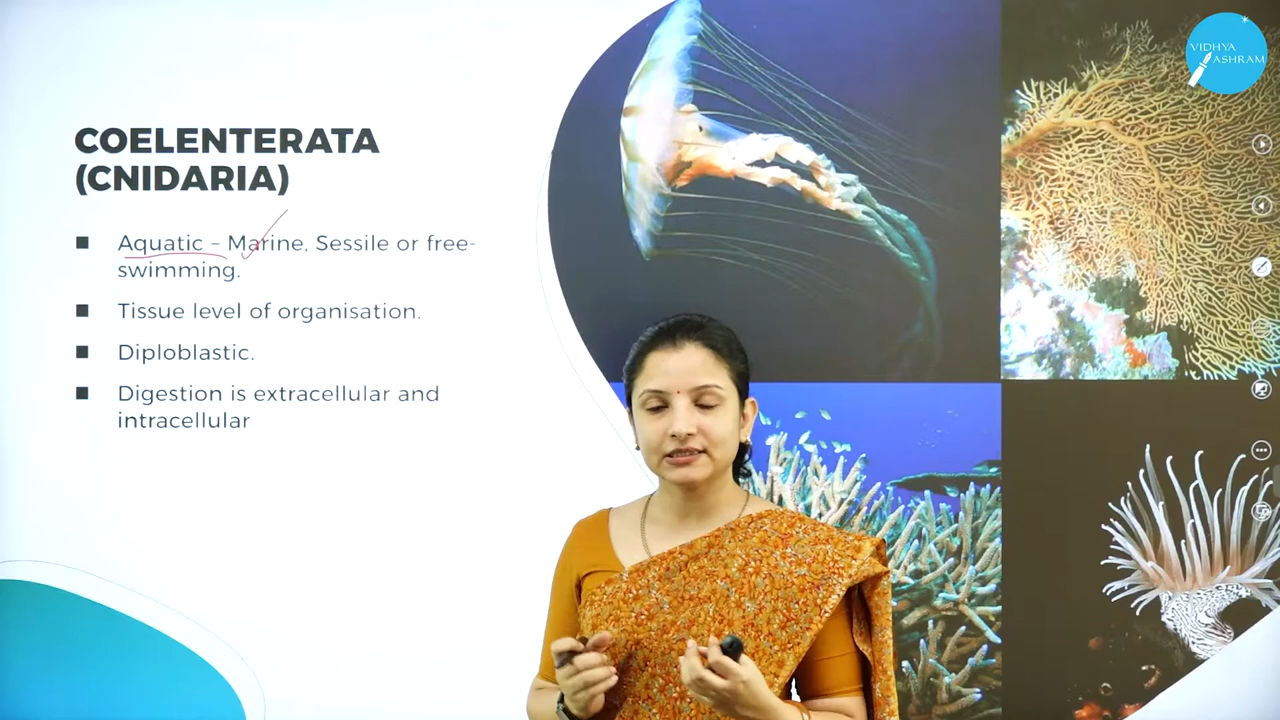 COELENTERATA
(CNIDARIA)
Aquatic – Marine, Sessile or free-
swimming.
Tissue level of organisation.
Diploblastic.
Digestion is extracellular and
intracellular
VIDHYA
ASHRAM